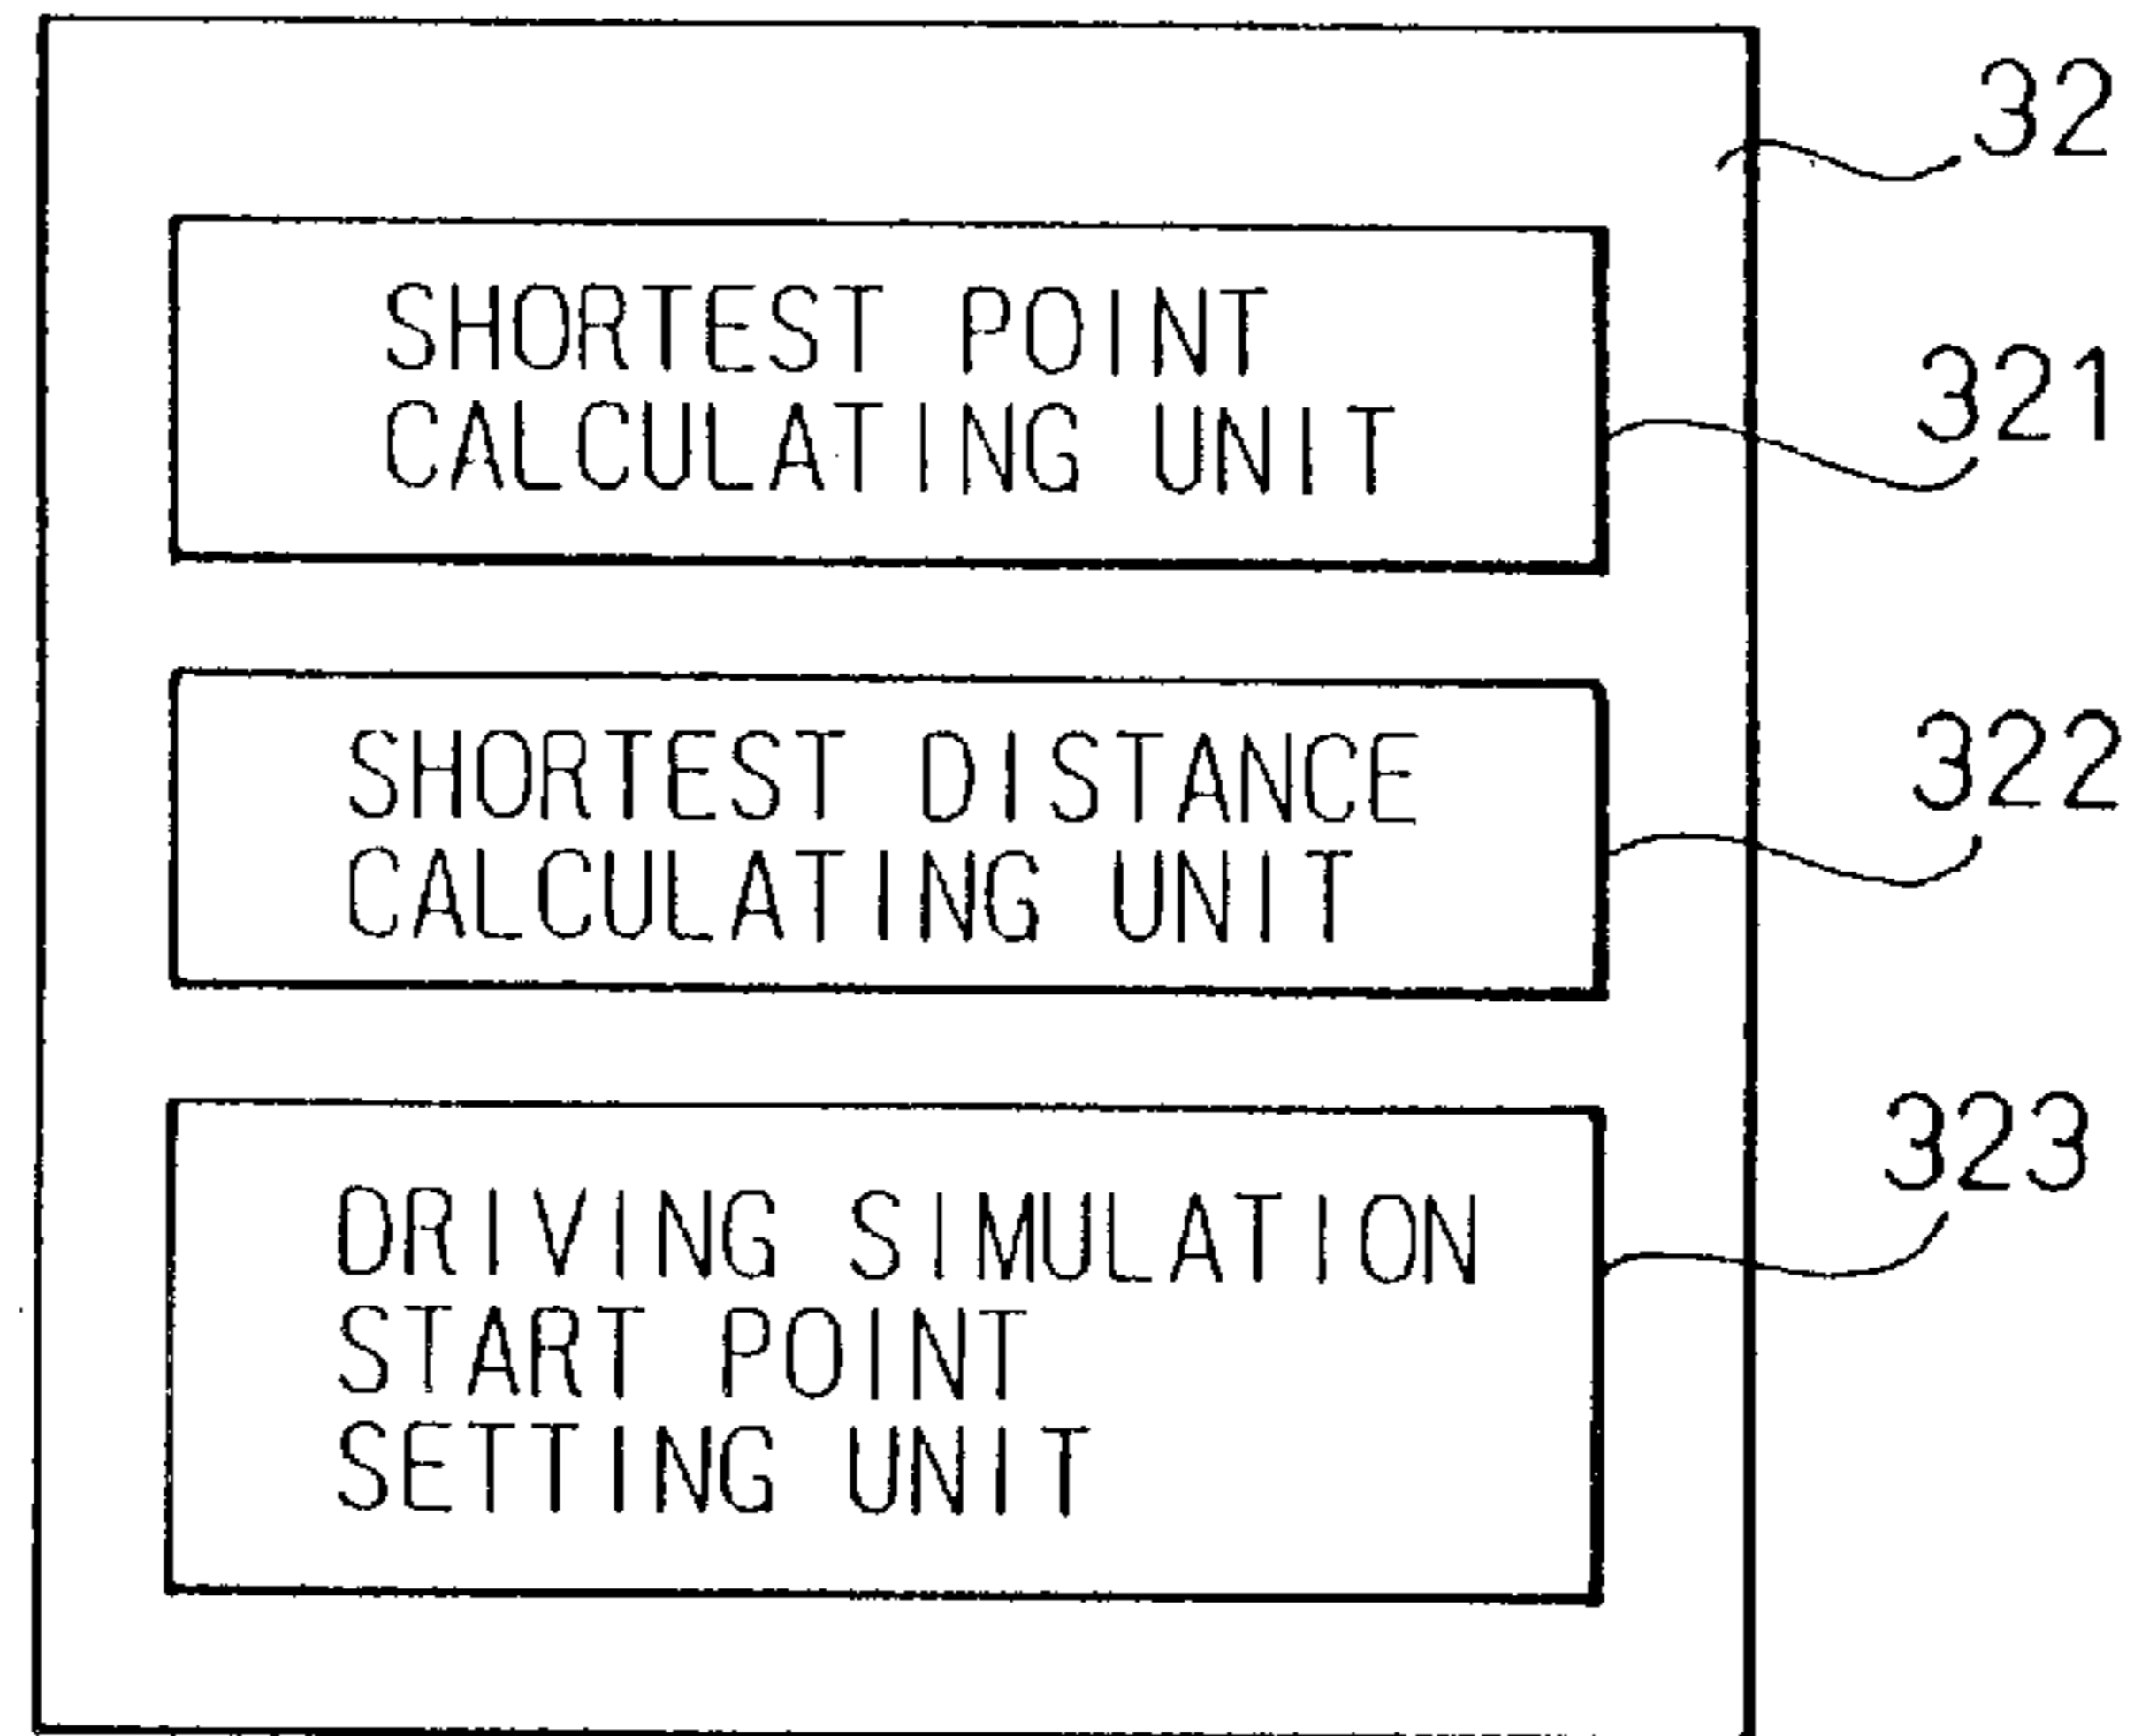 32
SHORTEST POINT
CALCULATING UNIT
321
SHORTEST DISTANCE
CALCULATING UNIT
322
DRIVING SIMULATION
START POINT
SETTING UNIT
323